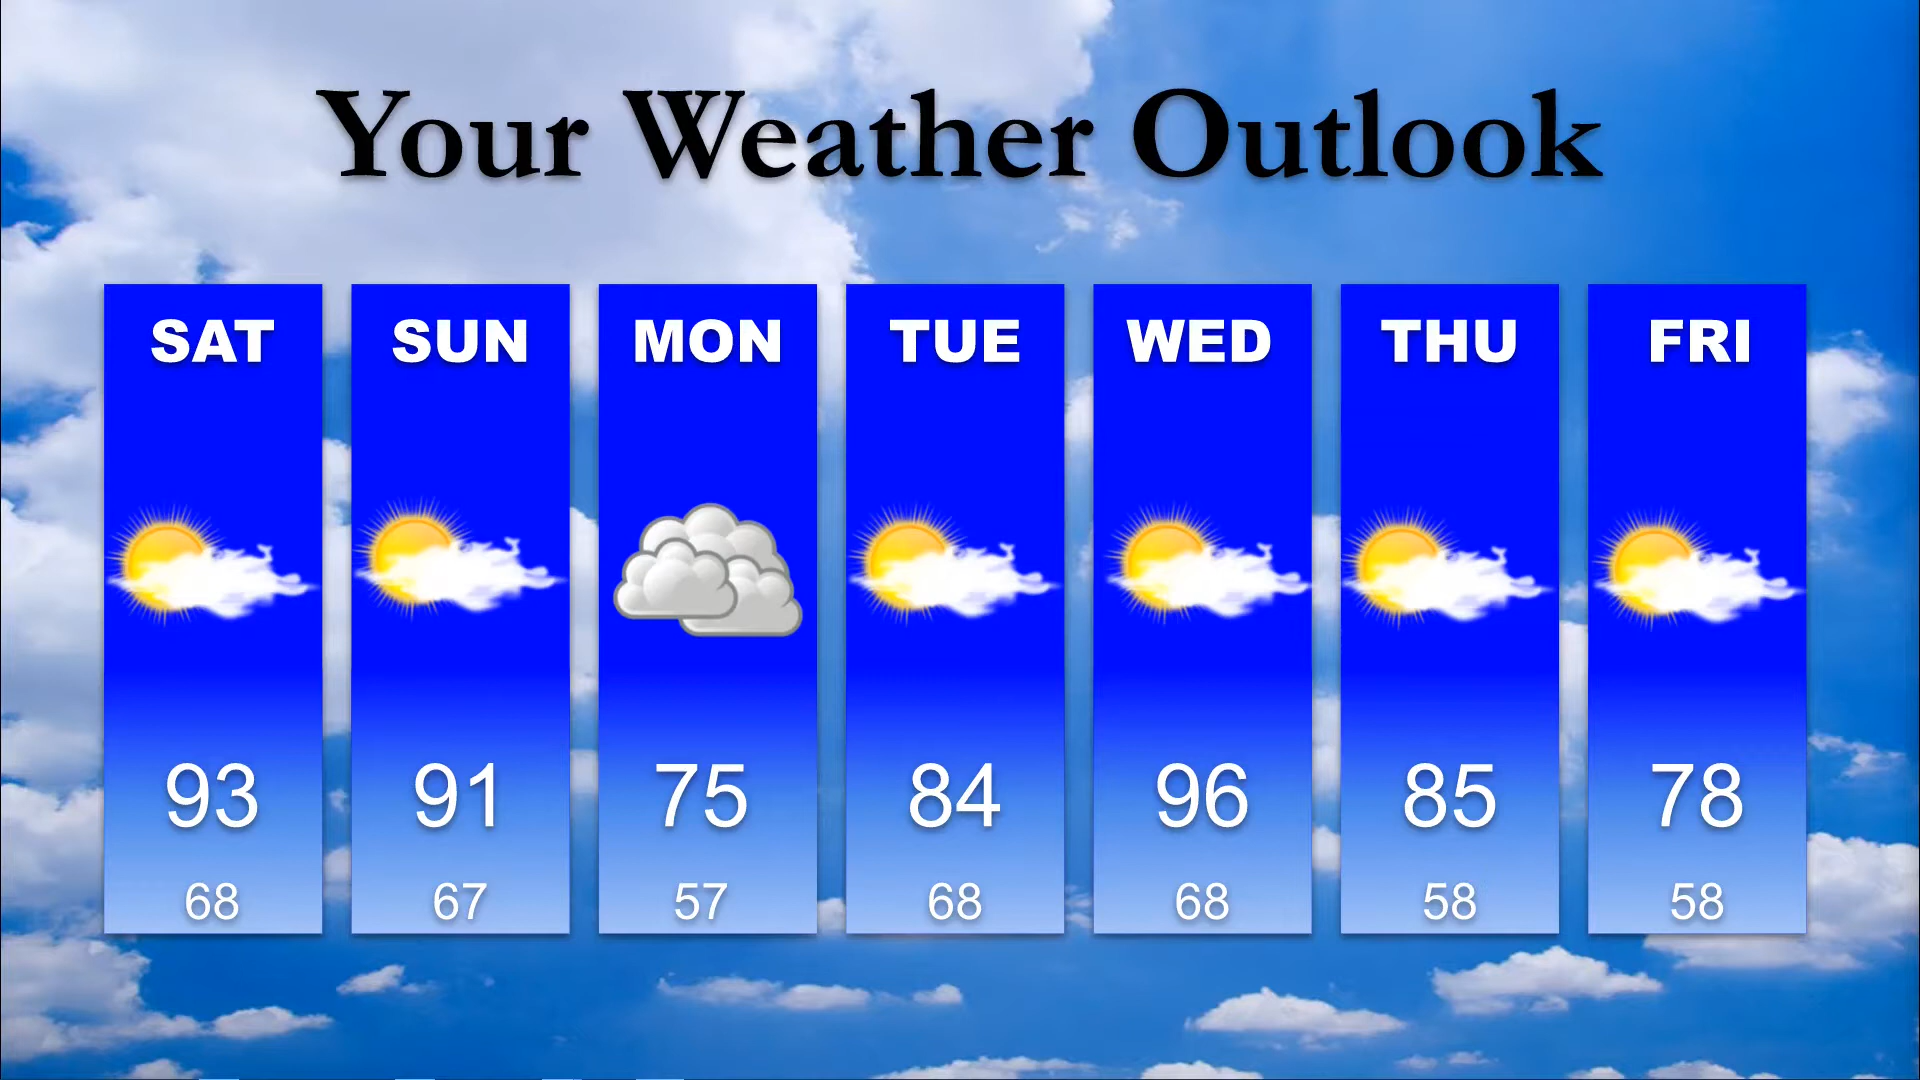 Your Weather Outlook
SAT SUN MON TUE WED THU FRI
93 91 75 84 96 85 78
68 67 57 68 68 58 58